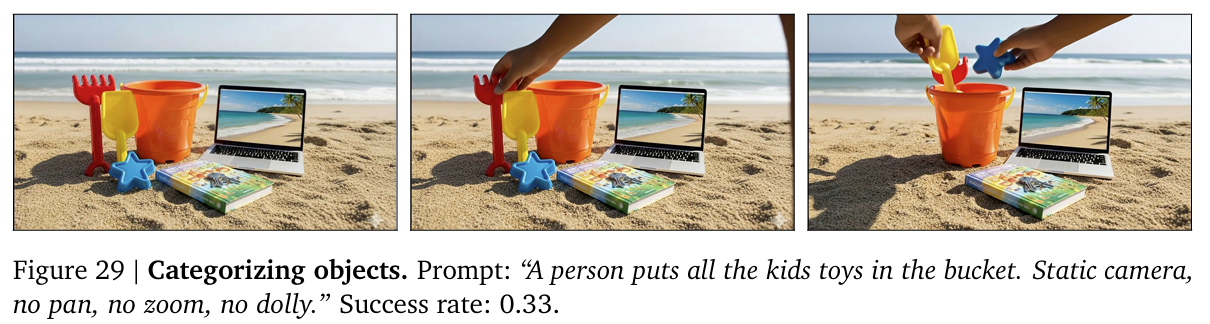 Figure 29 | Categorizing objects. Prompt: “A person puts all the kids toys in the bucket. Static camera,
no pan, no zoom, no dolly.” Success rate: 0.33.